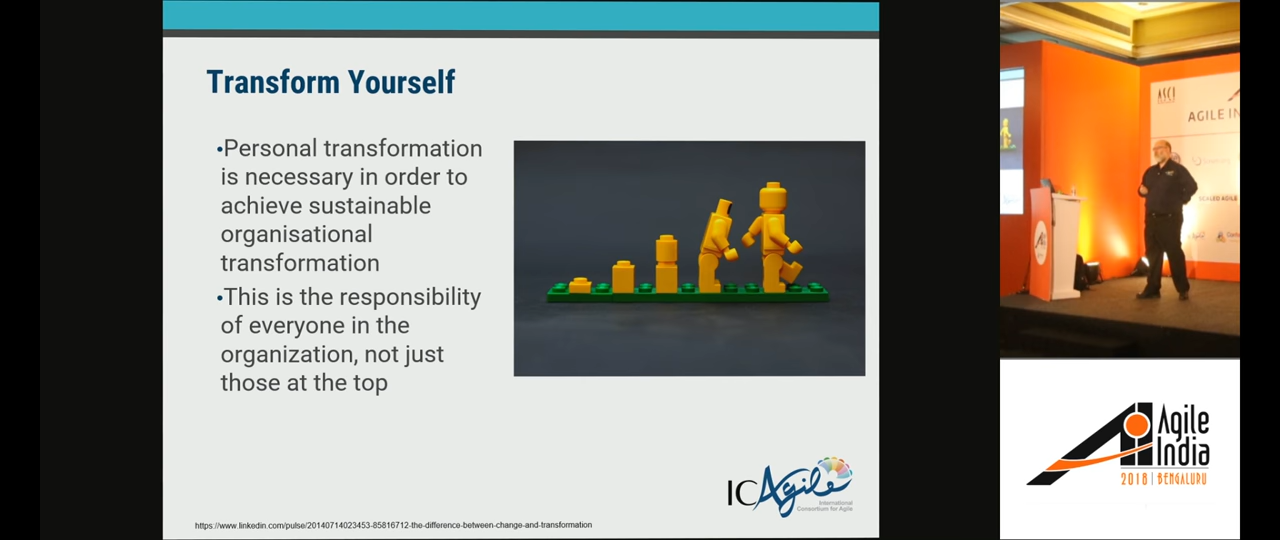 Transform Yourself
•Personal transformation
is necessary in order to
achieve sustainable
organisational
transformation
•This is the responsibility
of everyone in the
organization, not just
those at the top
ICAgile
International
Consortium for Agile
https://www.linkedin.com/pulse/20140714023453-85816712-the-difference-between-change-and-transformation
ASCI
AGILE IN
SCALED AGILE
Agile
India
2018 | BENGALURU